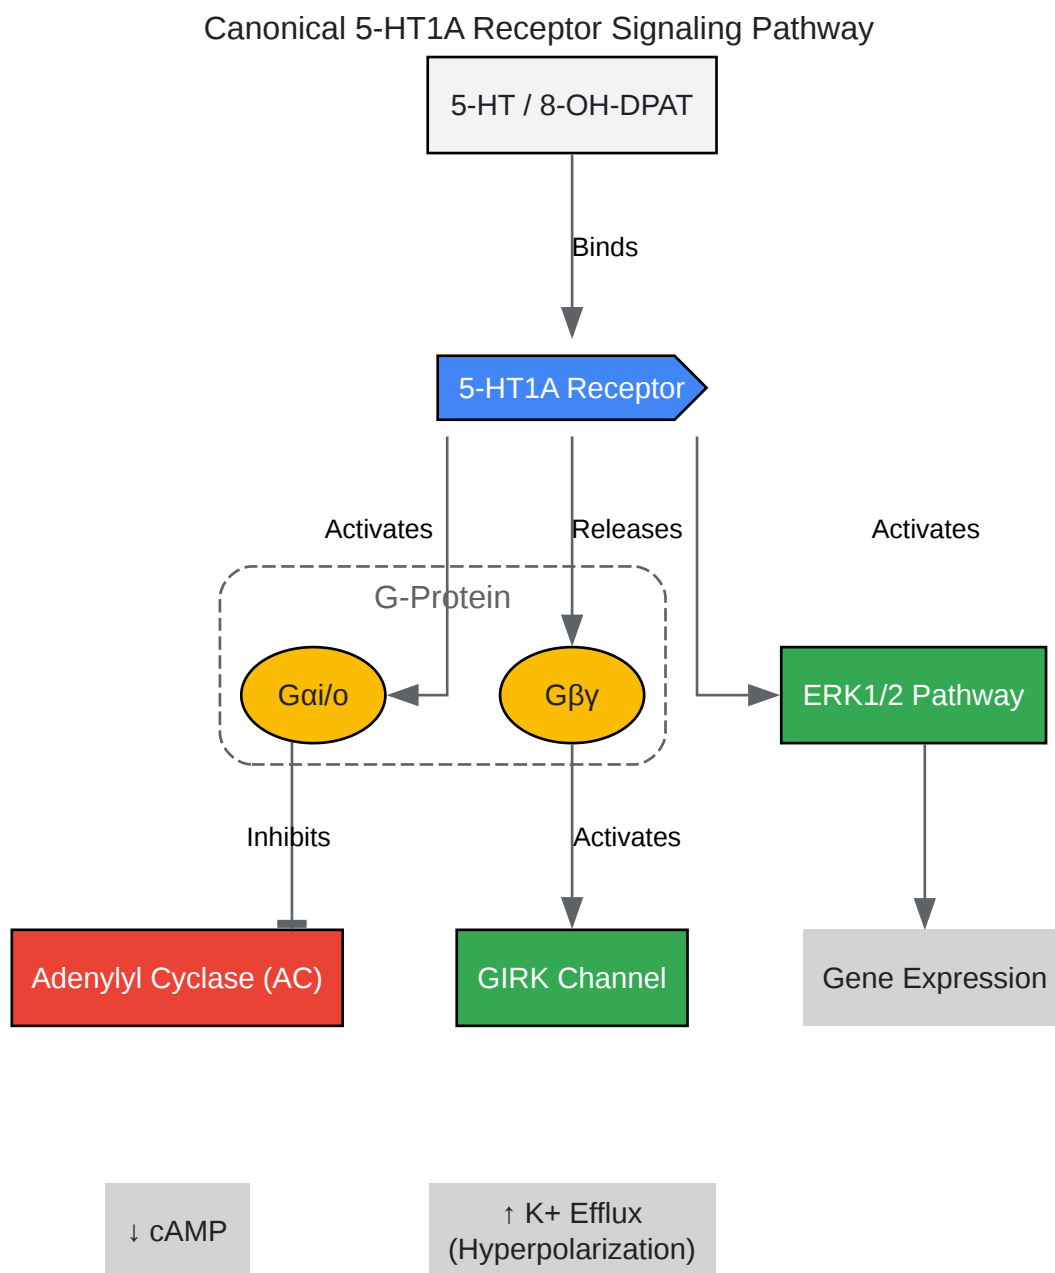 Canonical 5-HT1A Receptor Signaling Pathway
5-HT / 8-OH-DPAT
Binds
5-HT1A Receptor
Activates
Releases
Activates
G-Protein
Gαi/o
Gβγ
ERK1/2 Pathway
Inhibits
Activates
Adenylyl Cyclase (AC)
GIRK Channel
Gene Expression
↓ cAMP
↑ K+ Efflux
(Hyperpolarization)